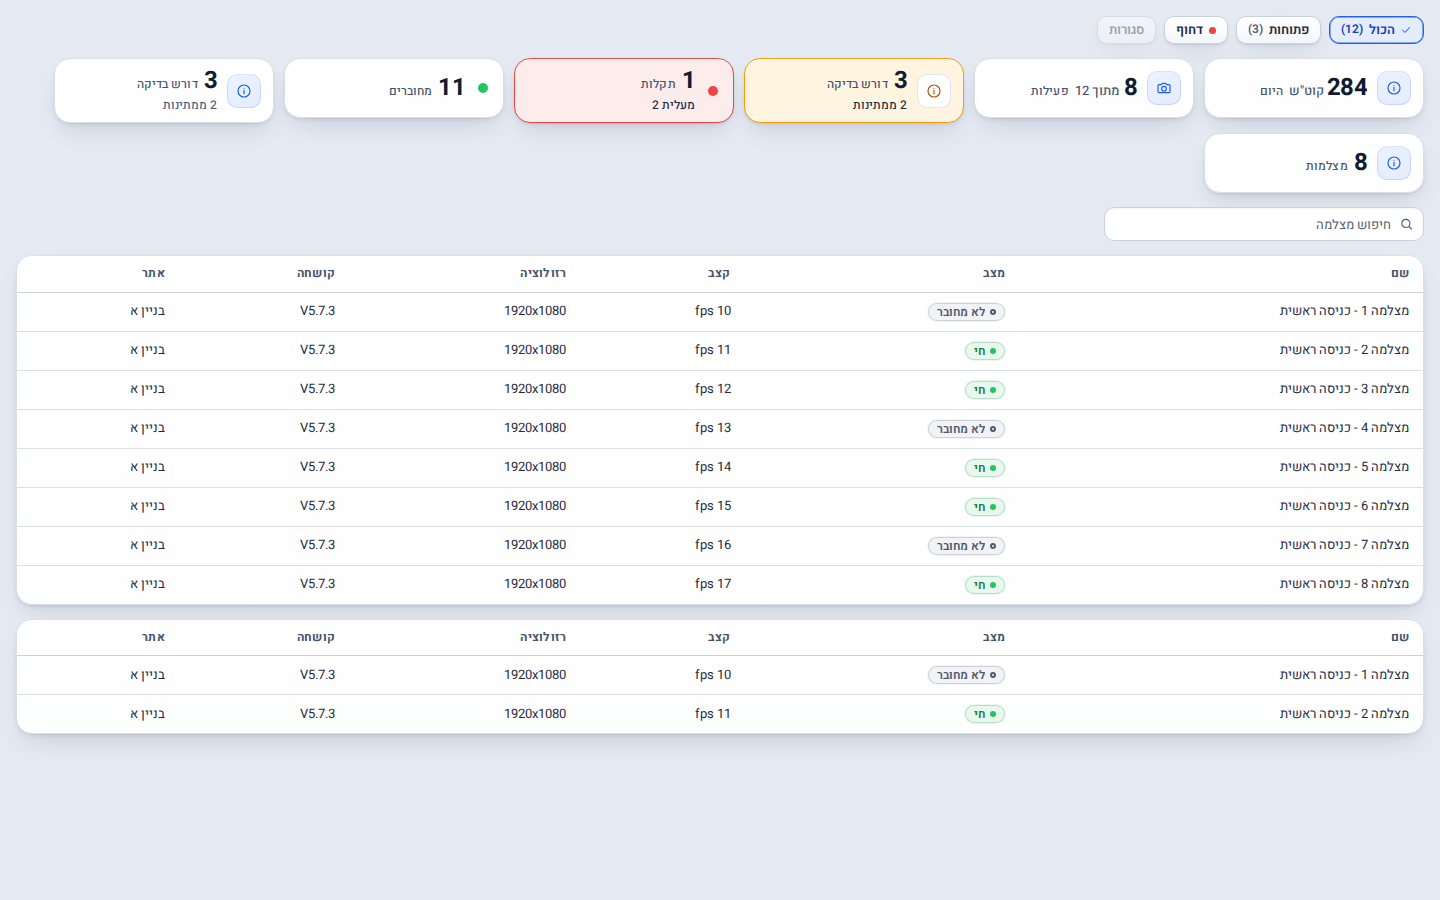 הכול (12)
פתוחות (3)
דחוף
סגורות
284 קוט"ש היום
8 מתוך 12 פעילות
3 דורש בדיקה
2 ממתינות
1 תקלות
2 מעלית
11 מחוברים
3 דורש בדיקה
2 ממתינות
8 מצלמות
חיפוש מצלמה
שם מצב קצב רזולוציה קושחה אתר
מצלמה 1 - כניסה ראשית לא מחובר 10 fps 1920x1080 V5.7.3 בניין א
מצלמה 2 - כניסה ראשית חי 11 fps 1920x1080 V5.7.3 בניין א
מצלמה 3 - כניסה ראשית חי 12 fps 1920x1080 V5.7.3 בניין א
מצלמה 4 - כניסה ראשית לא מחובר 13 fps 1920x1080 V5.7.3 בניין א
מצלמה 5 - כניסה ראשית חי 14 fps 1920x1080 V5.7.3 בניין א
מצלמה 6 - כניסה ראשית חי 15 fps 1920x1080 V5.7.3 בניין א
מצלמה 7 - כניסה ראשית לא מחובר 16 fps 1920x1080 V5.7.3 בניין א
מצלמה 8 - כניסה ראשית חי 17 fps 1920x1080 V5.7.3 בניין א
שם מצב קצב רזולוציה קושחה אתר
מצלמה 1 - כניסה ראשית לא מחובר 10 fps 1920x1080 V5.7.3 בניין א
מצלמה 2 - כניסה ראשית חי 11 fps 1920x1080 V5.7.3 בניין א